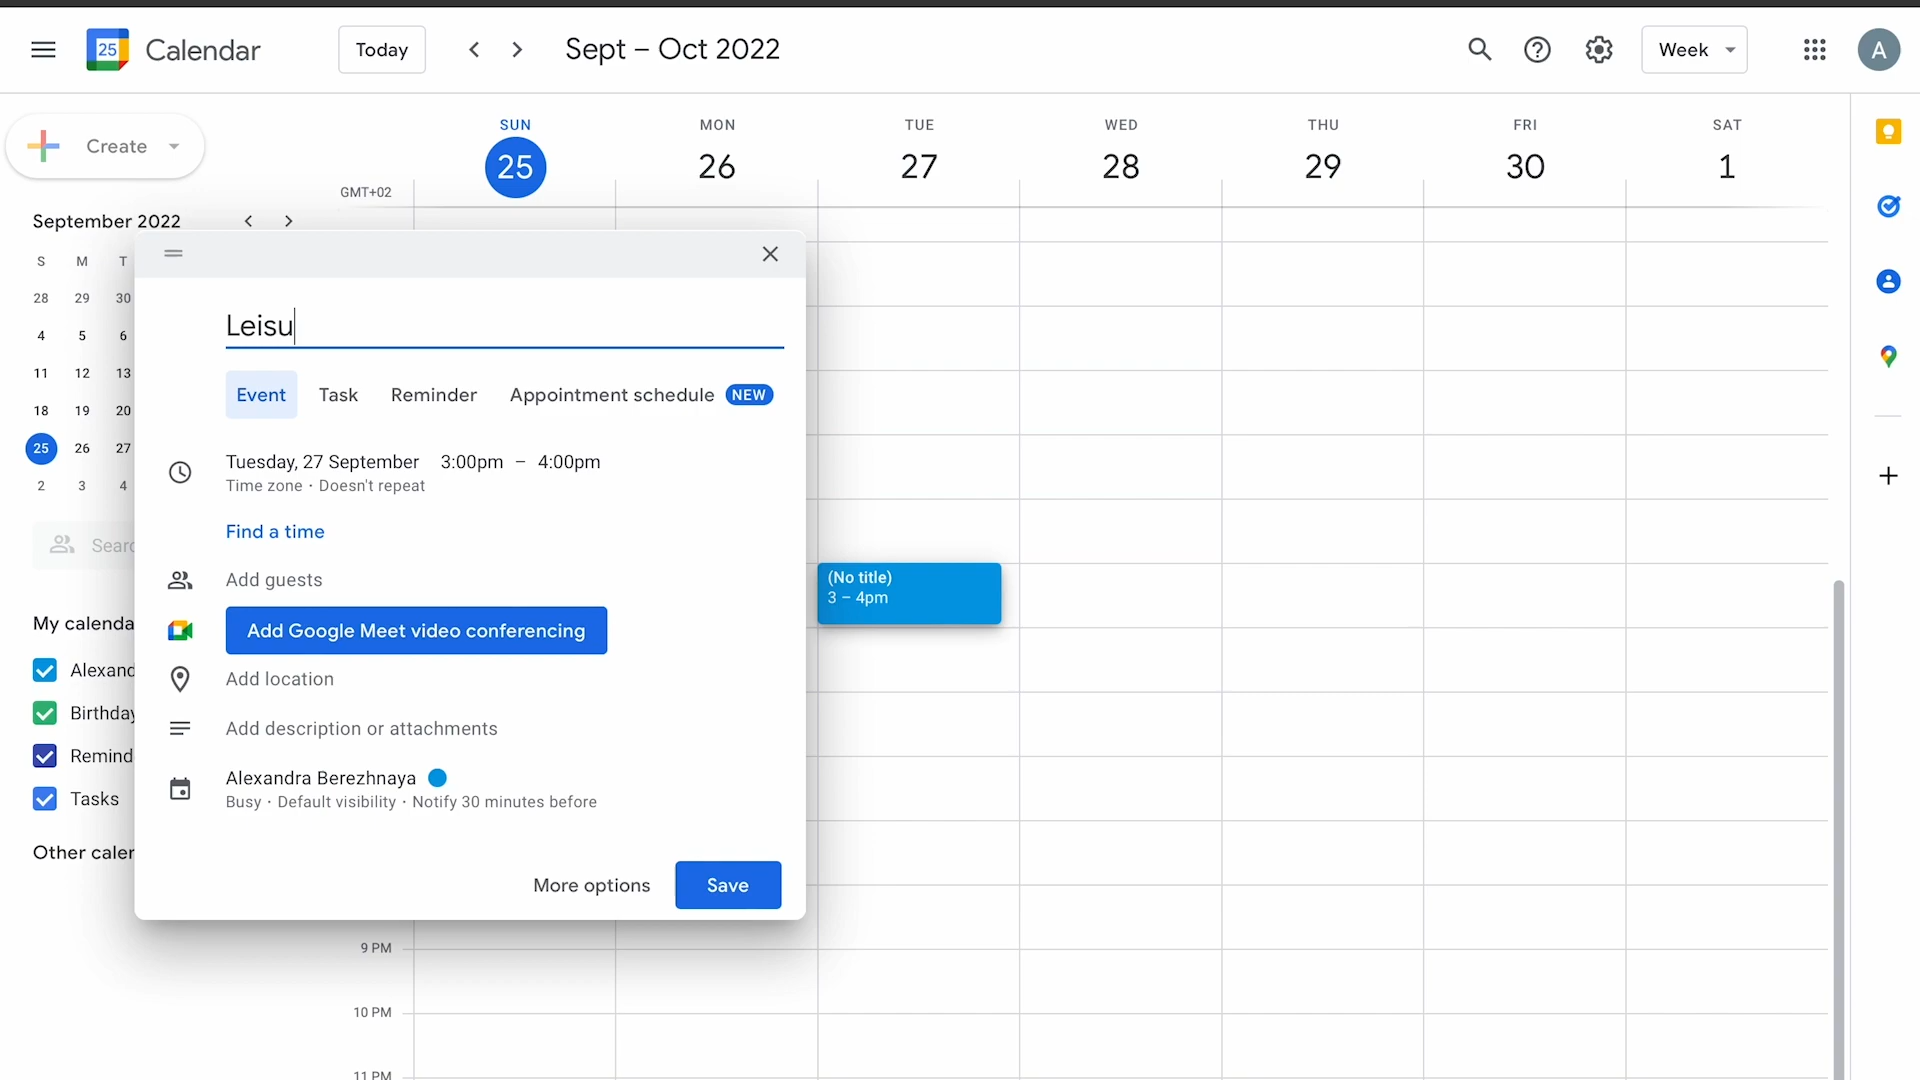 25 Calendar Today Sept – Oct 2022 Week A
Create
SUN MON TUE WED THU FRI SAT
25 26 27 28 29 30 1
GMT+02
September 2022
S M T
28 29 30
4 5 6
11 12 13
18 19 20
25 26 27
2 3 4
Searc
My calenda
Alexand
Birthday
Remind
Tasks
Other caler
Leisu
Event Task Reminder Appointment schedule NEW
Tuesday, 27 September 3:00pm – 4:00pm
Time zone · Doesn't repeat
Find a time
Add guests
Add Google Meet video conferencing
Add location
Add description or attachments
Alexandra Berezhnaya
Busy · Default visibility · Notify 30 minutes before
More options Save
(No title)
3 – 4pm
9 PM
10 PM
11 PM